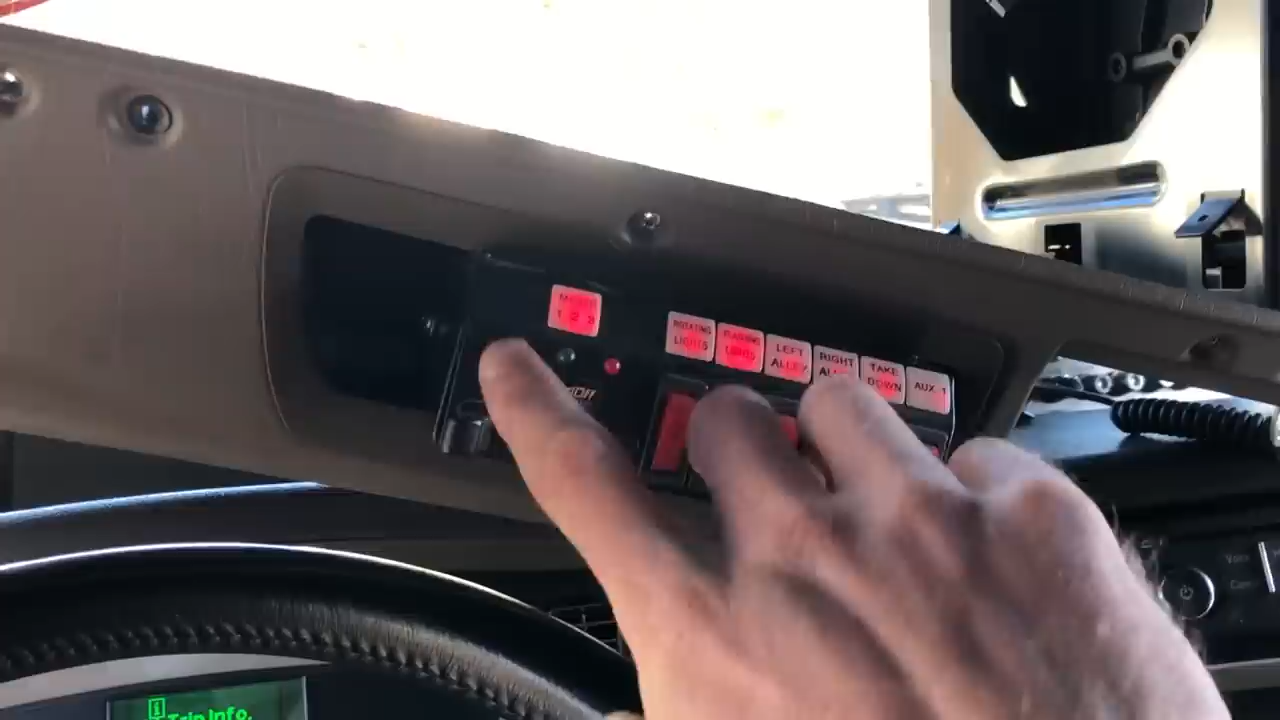 MODE
1 2 3
ROTATING
LIGHTS
FLASHING
LIGHTS
LEFT
ALLEY
RIGHT
TAKE
DOWN
AUX. 1
Trip Info.